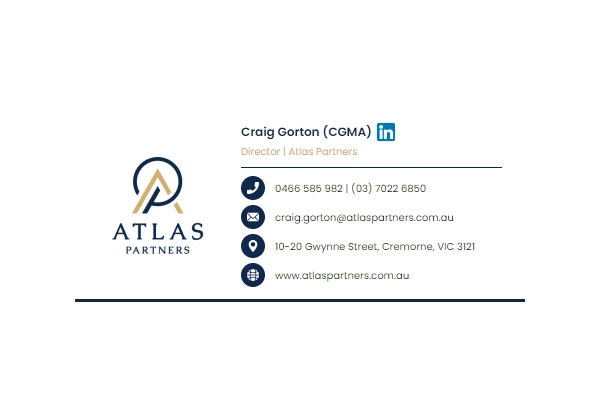 Craig Gorton (CGMA) in
Director | Atlas Partners
0466 585 982 | (03) 7022 6850
craig.gorton@atlaspartners.com.au
10-20 Gwynne Street, Cremorne, VIC 3121
www.atlaspartners.com.au
ATLAS
PARTNERS